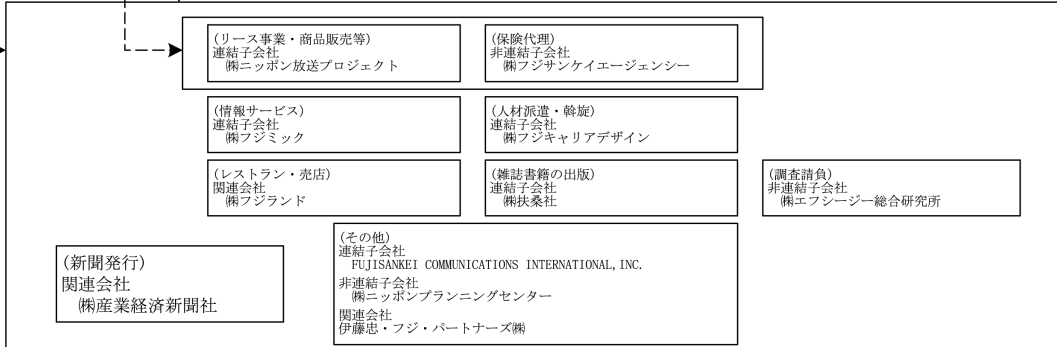 (リース事業・商品販売等)
連結子会社
㈱ニッポン放送プロジェクト
(保険代理)
非連結子会社
㈱フジサンケイエージェンシー
(情報サービス)
連結子会社
㈱フジミック
(人材派遣・斡旋)
連結子会社
㈱フジキャリアデザイン
(レストラン・売店)
関連会社
㈱フジランド
(雑誌書籍の出版)
連結子会社
㈱扶桑社
(調査請負)
非連結子会社
㈱エフシージー総合研究所
(新聞発行)
関連会社
㈱産業経済新聞社
(その他)
連結子会社
FUJISANKEI COMMUNICATIONS INTERNATIONAL,INC.
非連結子会社
㈱ニッポンプランニングセンター
関連会社
伊藤忠・フジ・パートナーズ㈱